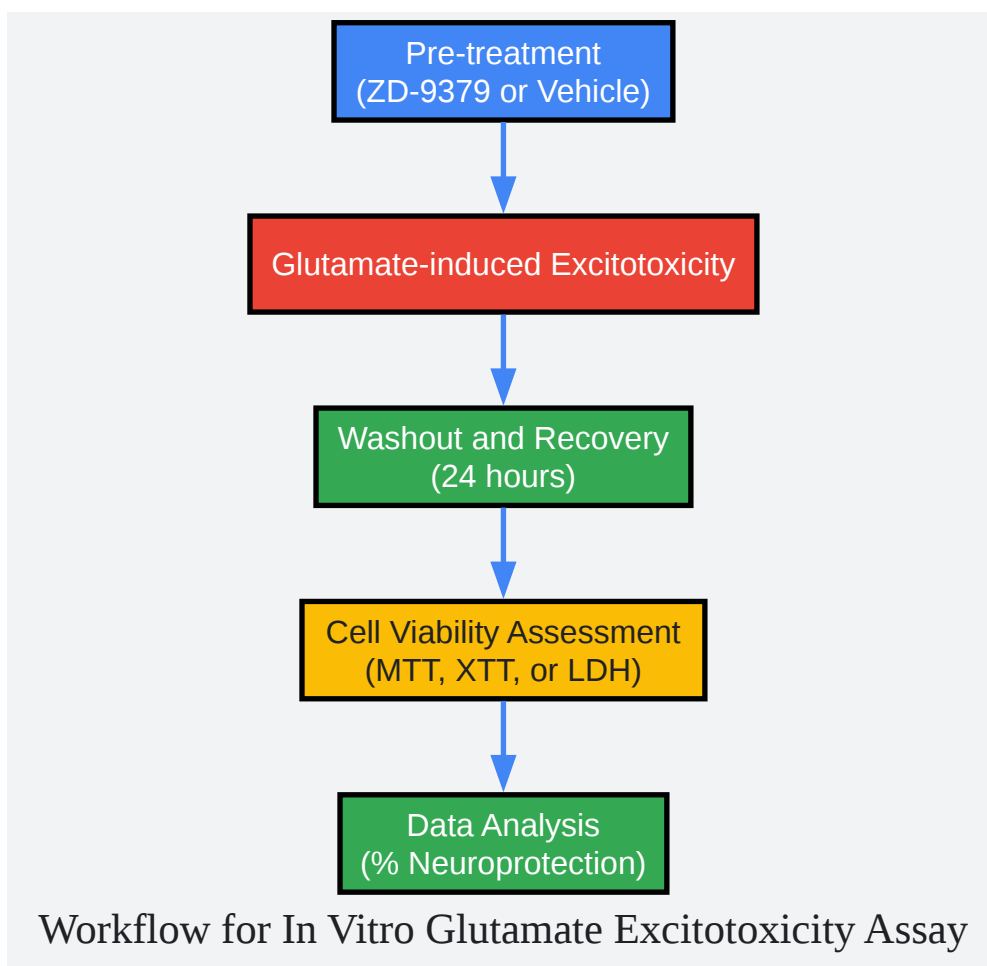 Pre-treatment
(ZD-9379 or Vehicle)
Glutamate-induced Excitotoxicity
Washout and Recovery
(24 hours)
Cell Viability Assessment
(MTT, XTT, or LDH)
Data Analysis
(% Neuroprotection)
Workflow for In Vitro Glutamate Excitotoxicity Assay